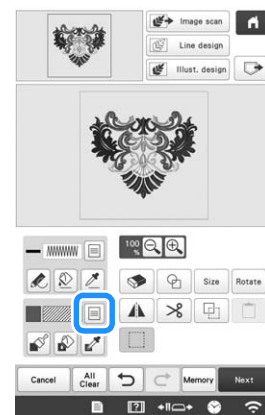 Image scan
Line design
Illust. design
100 %
Size
Rotate
Cancel
All Clear
Memory
Next